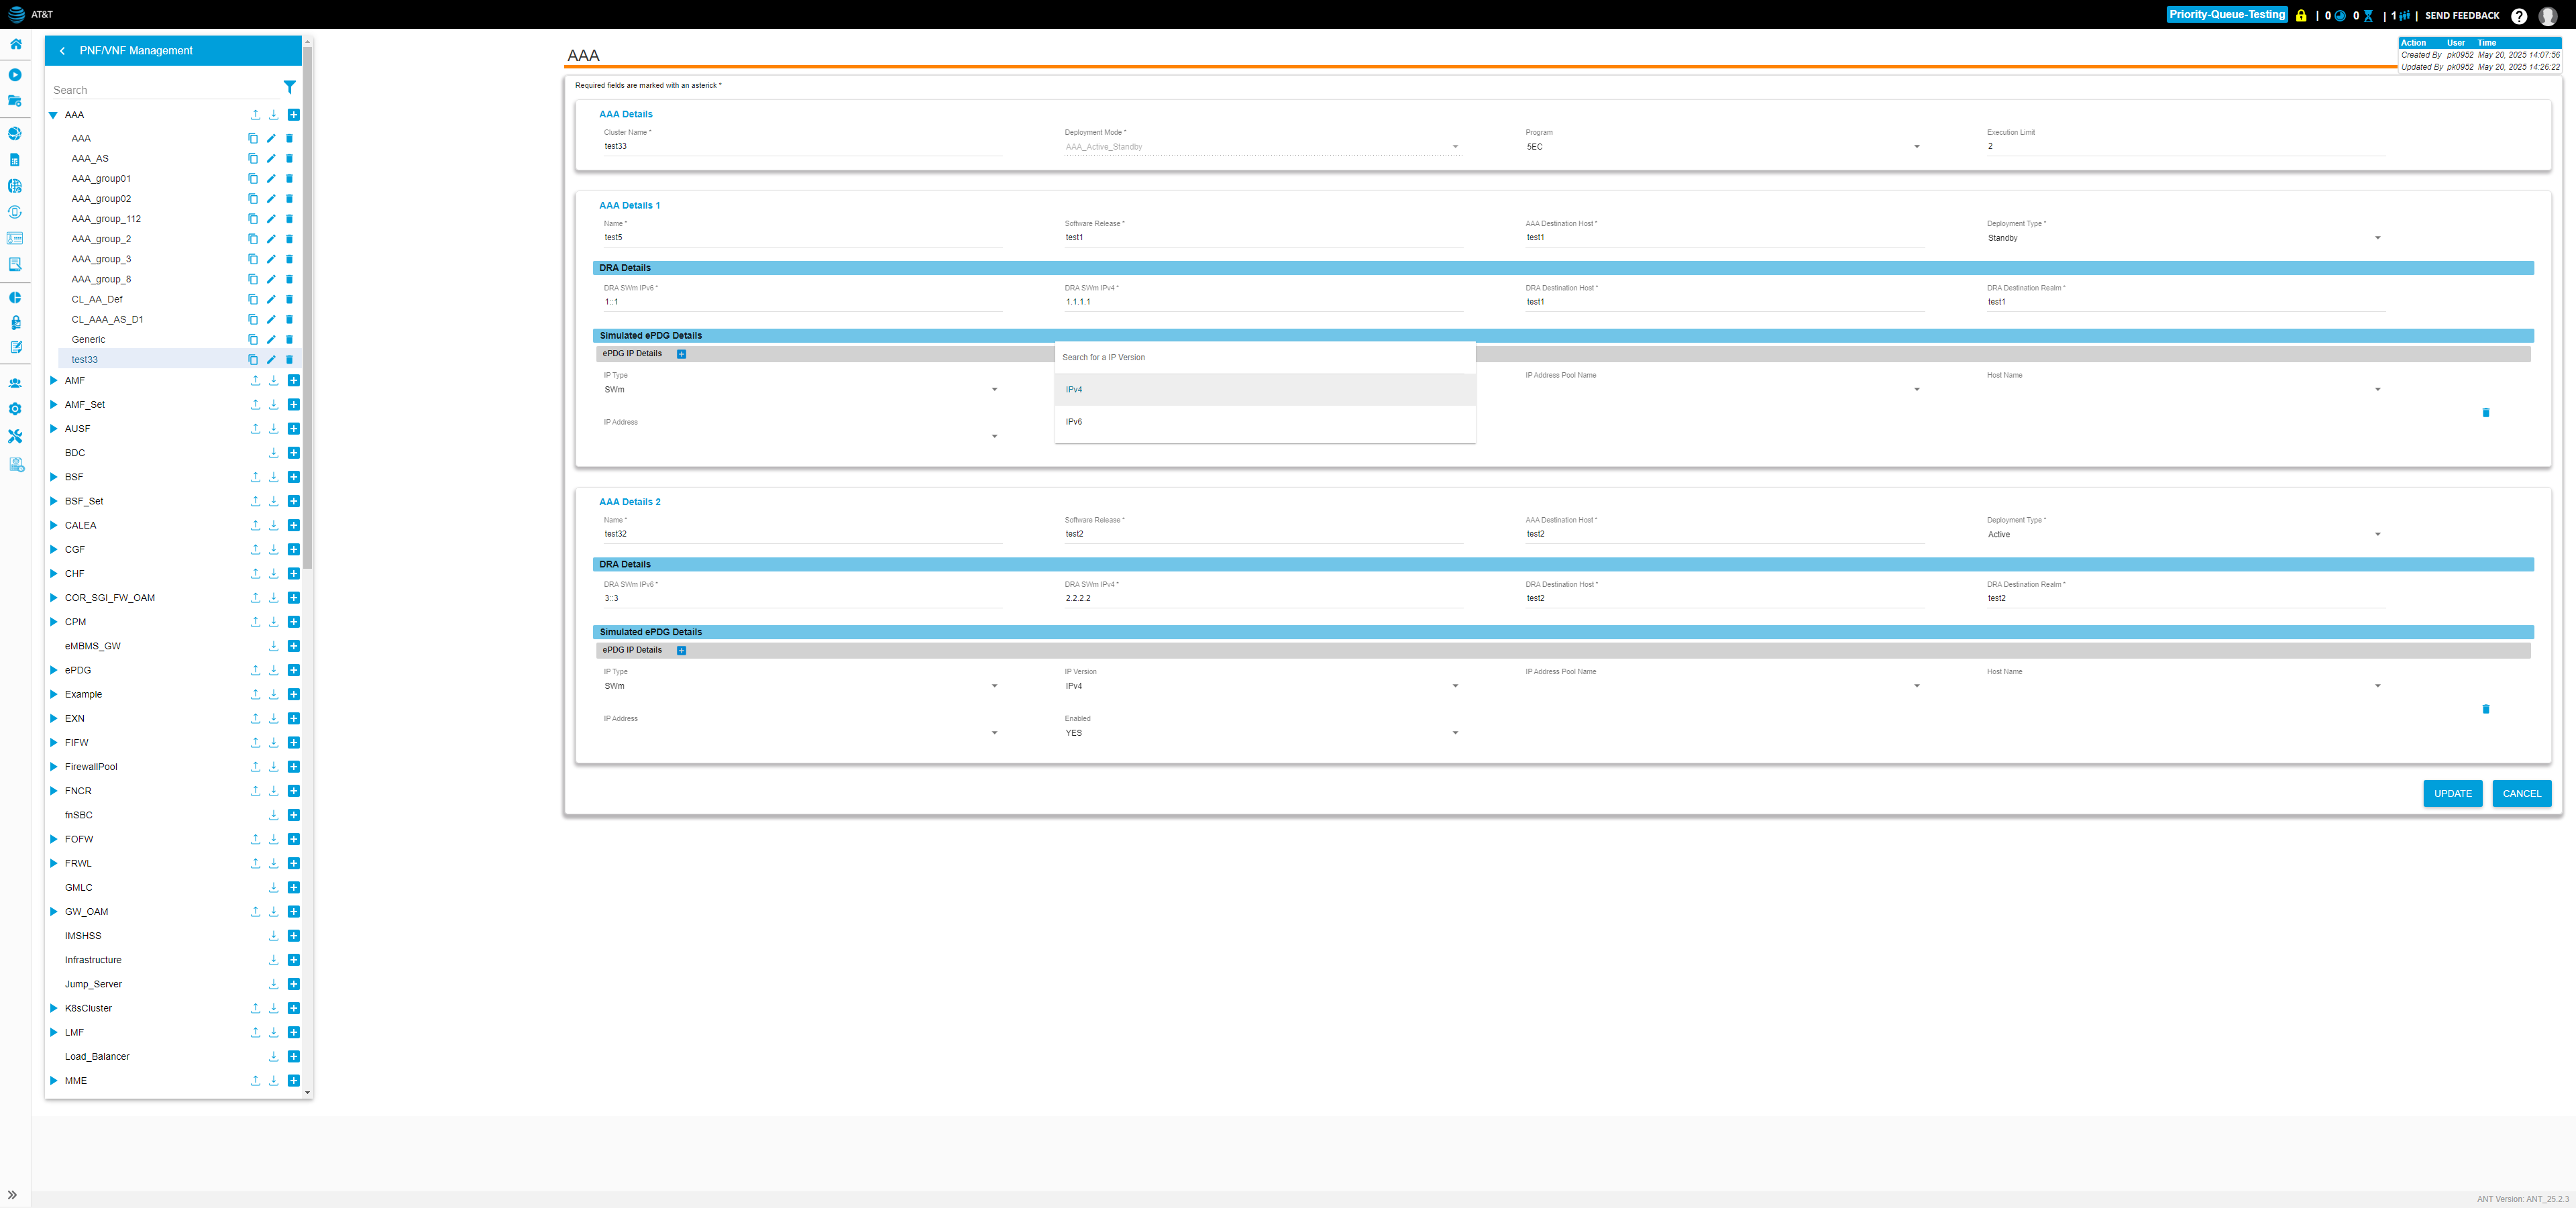 AT&T
Priority-Queue-Testing | 0 0 | 1 | SEND FEEDBACK
PNF/VNF Management
Search
AAA
AAA
AAA_AS
AAA_group01
AAA_group02
AAA_group_112
AAA_group_2
AAA_group_3
AAA_group_8
CL_AA_Def
CL_AAA_AS_D1
Generic
test33
AMF
AMF_Set
AUSF
BDC
BSF
BSF_Set
CALEA
CGF
CHF
COR_SGI_FW_OAM
CPM
eMBMS_GW
ePDG
Example
EXN
FIFW
FirewallPool
FNCR
fnSBC
FOFW
FRWL
GMLC
GW_OAM
IMSHSS
Infrastructure
Jump_Server
K8sCluster
LMF
Load_Balancer
MME
AAA
Action User Time
Created By pk0952 May 20, 2025 14:07:56
Updated By pk0952 May 20, 2025 14:26:22
Required fields are marked with an asterick *
AAA Details
Cluster Name * Deployment Mode * Program Execution Limit
test33 AAA_Active_Standby 5EC 2
AAA Details 1
Name * Software Release * AAA Destination Host * Deployment Type *
test5 test1 test1 Standby
DRA Details
DRA SWm IPv6 * DRA SWm IPv4 * DRA Destination Host * DRA Destination Realm *
1::1 1.1.1.1 test1 test1
Simulated ePDG Details
ePDG IP Details
Search for a IP Version
IP Type IP Address Pool Name Host Name
SWm IPv4
IP Address IPv6
AAA Details 2
Name * Software Release * AAA Destination Host * Deployment Type *
test32 test2 test2 Active
DRA Details
DRA SWm IPv6 * DRA SWm IPv4 * DRA Destination Host * DRA Destination Realm *
3::3 2.2.2.2 test2 test2
Simulated ePDG Details
ePDG IP Details
IP Type IP Version IP Address Pool Name Host Name
SWm IPv4
IP Address Enabled
YES
UPDATE CANCEL
ANT Version: ANT_25.2.3